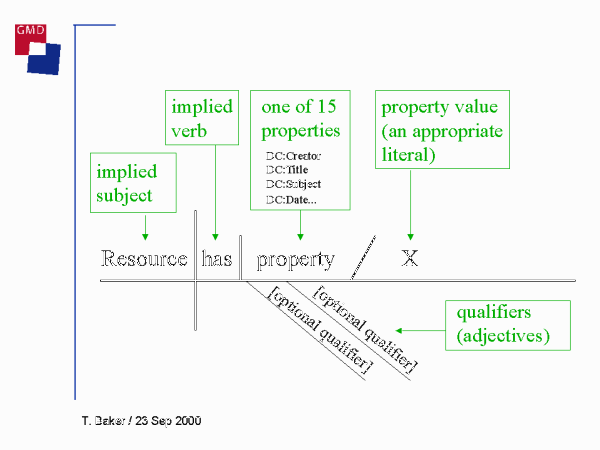 GMD
implied
verb
one of 15
properties
DC:Creator
DC:Title
DC:Subject
DC:Date...
property value
(an appropriate
literal)
implied
subject
Resource has property X
[optional qualifier]
[optional qualifier]
qualifiers
(adjectives)
T. Baker / 23 Sep 2000